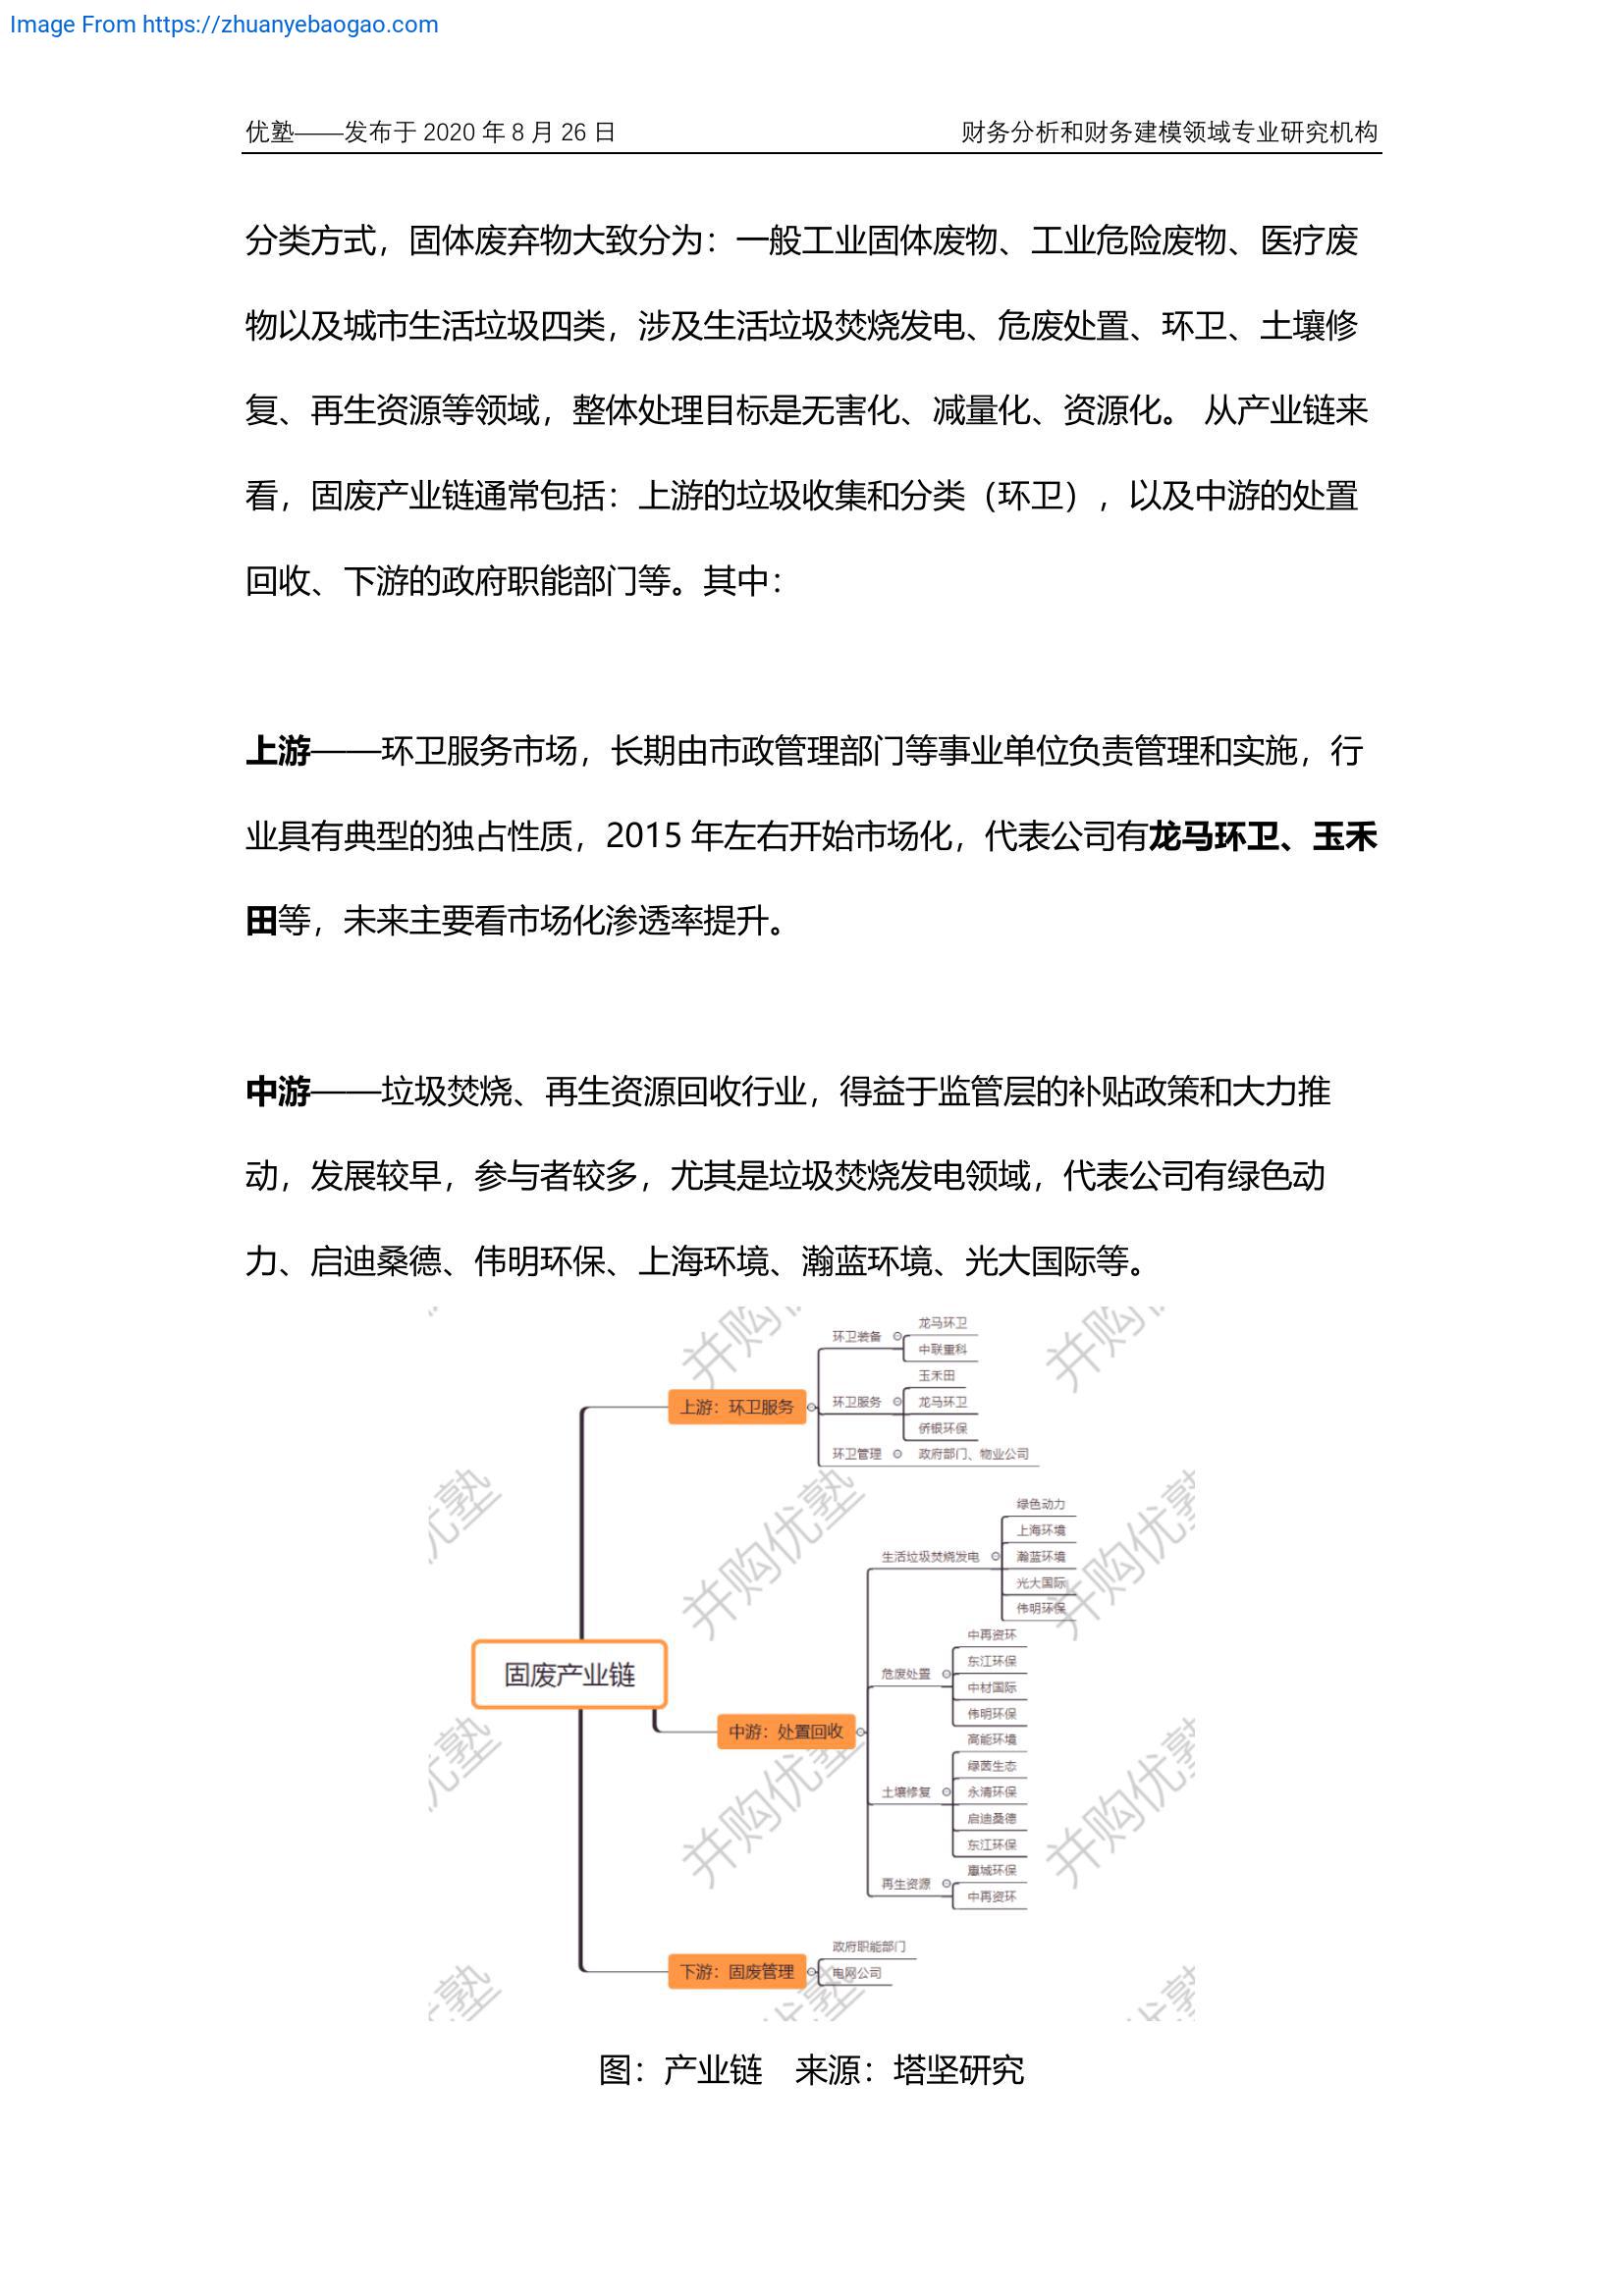 Image From https://zhuanyebaogao.com
优塾——发布于 2020 年 8 月 26 日
财务分析和财务建模领域专业研究机构
分类方式，固体废弃物大致分为：一般工业固体废物、工业危险废物、医疗废
物以及城市生活垃圾四类，涉及生活垃圾焚烧发电、危废处置、环卫、土壤修
复、再生资源等领域，整体处理目标是无害化、减量化、资源化。 从产业链来
看，固废产业链通常包括：上游的垃圾收集和分类（环卫），以及中游的处置
回收、下游的政府职能部门等。其中：
上游——环卫服务市场，长期由市政管理部门等事业单位负责管理和实施，行
业具有典型的独占性质，2015 年左右开始市场化，代表公司有龙马环卫、玉禾
田等，未来主要看市场化渗透率提升。
中游——垃圾焚烧、再生资源回收行业，得益于监管层的补贴政策和大力推
动，发展较早，参与者较多，尤其是垃圾焚烧发电领域，代表公司有绿色动
力、启迪桑德、伟明环保、上海环境、瀚蓝环境、光大国际等。
固废产业链
上游：环卫服务
环卫装备
龙马环卫
中联重科
环卫服务
玉禾田
龙马环卫
侨银环保
环卫管理
政府部门、物业公司
中游：处置回收
生活垃圾焚烧发电
绿色动力
上海环境
瀚蓝环境
光大国际
伟明环保
危废处置
中再资环
东江环保
中材国际
伟明环保
土壤修复
高能环境
绿茵生态
永清环保
启迪桑德
东江环保
再生资源
惠城环保
中再资环
下游：固废管理
政府职能部门
电网公司
并购优塾
并购优塾
并购优塾
并购优塾
图：产业链　来源：塔坚研究